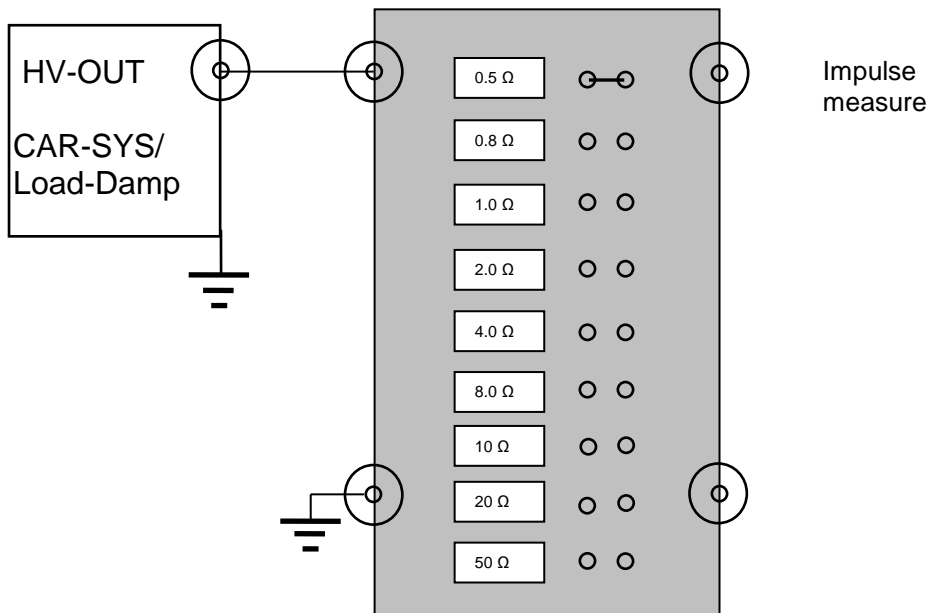 HV-OUT
CAR-SYS/
Load-Damp
0.5 Ω
0.8 Ω
1.0 Ω
2.0 Ω
4.0 Ω
8.0 Ω
10 Ω
20 Ω
50 Ω
Impulse
measure